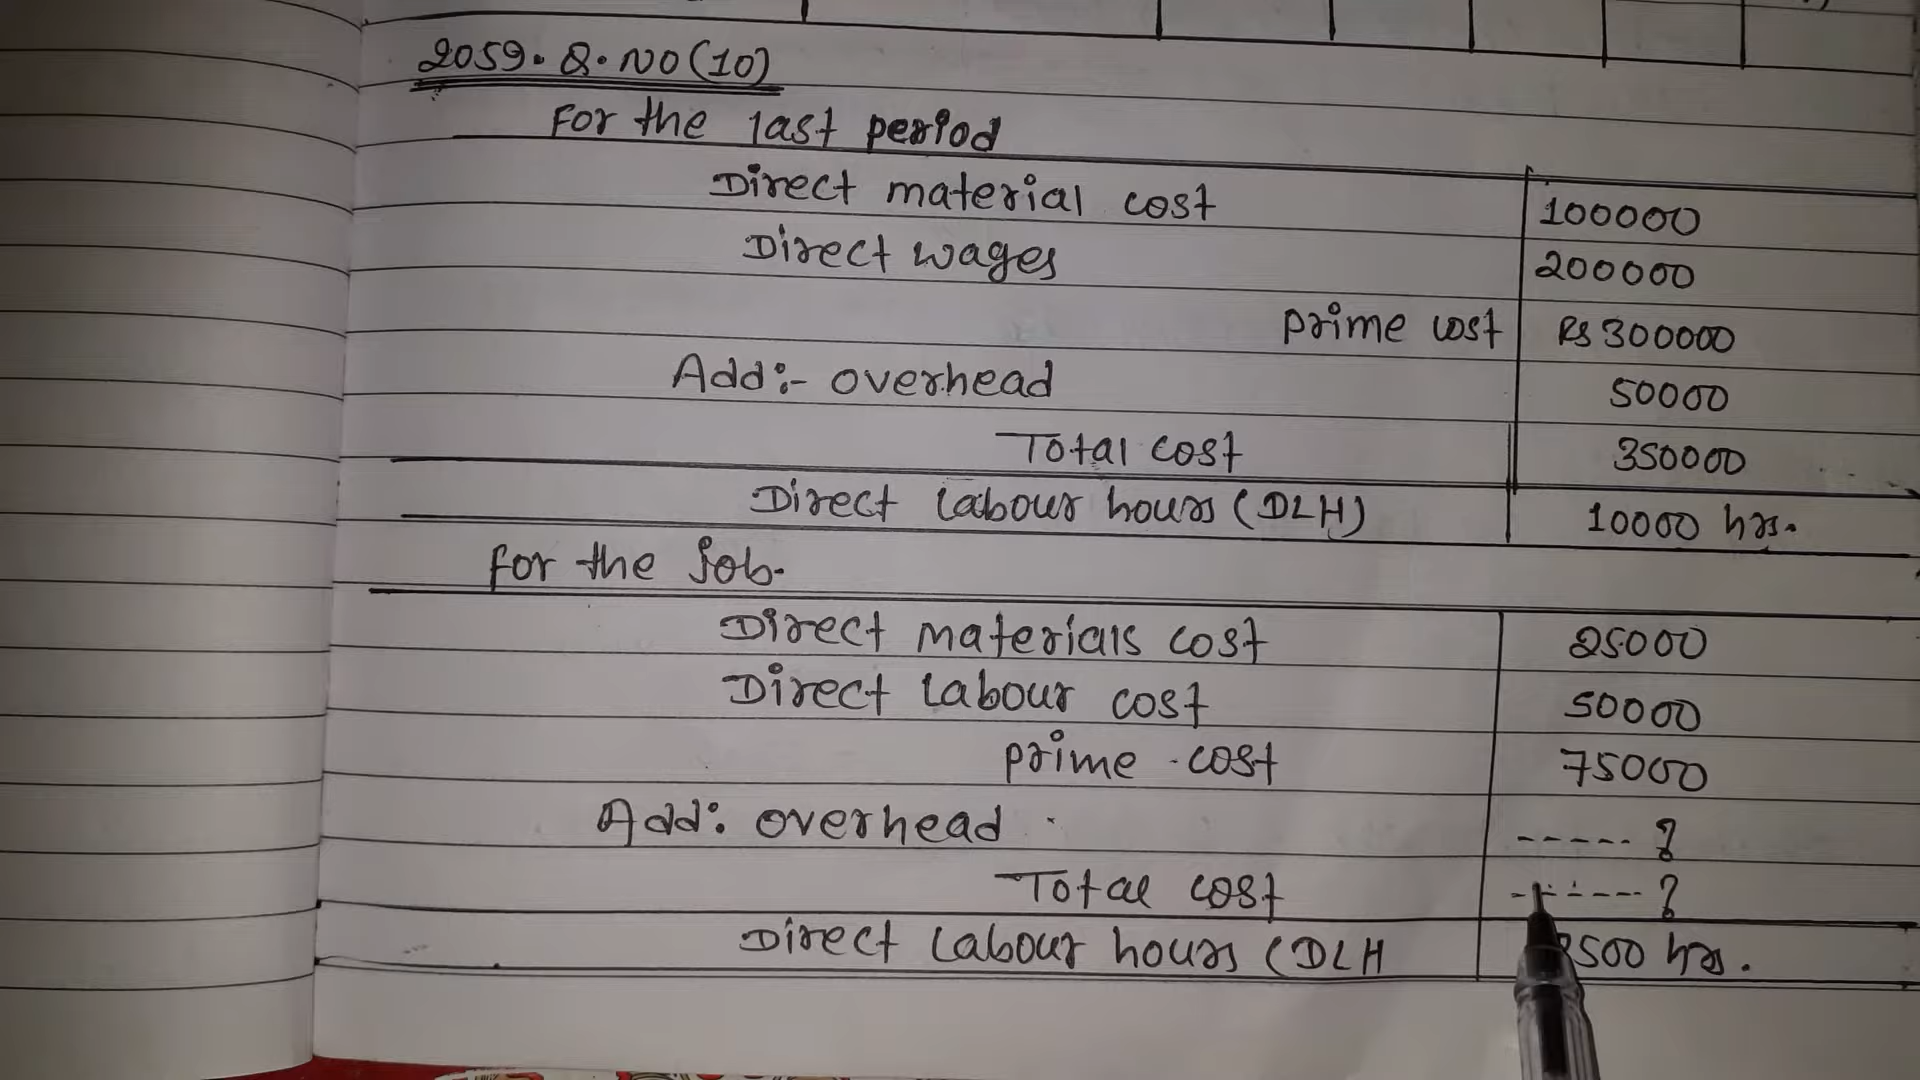 2059. Q. NO (10)
For the last period
Direct material cost 100000
Direct wages 200000
prime cost Rs 300000
Add:- overhead 50000
Total cost 350000
Direct Labour hours (DLH) 10000 hrs.
for the Job.
Direct materials cost 25000
Direct Labour cost 50000
prime cost 75000
Add: overhead ----- ?
Total cost ------ ?
Direct Labour hours (DLH hrs.